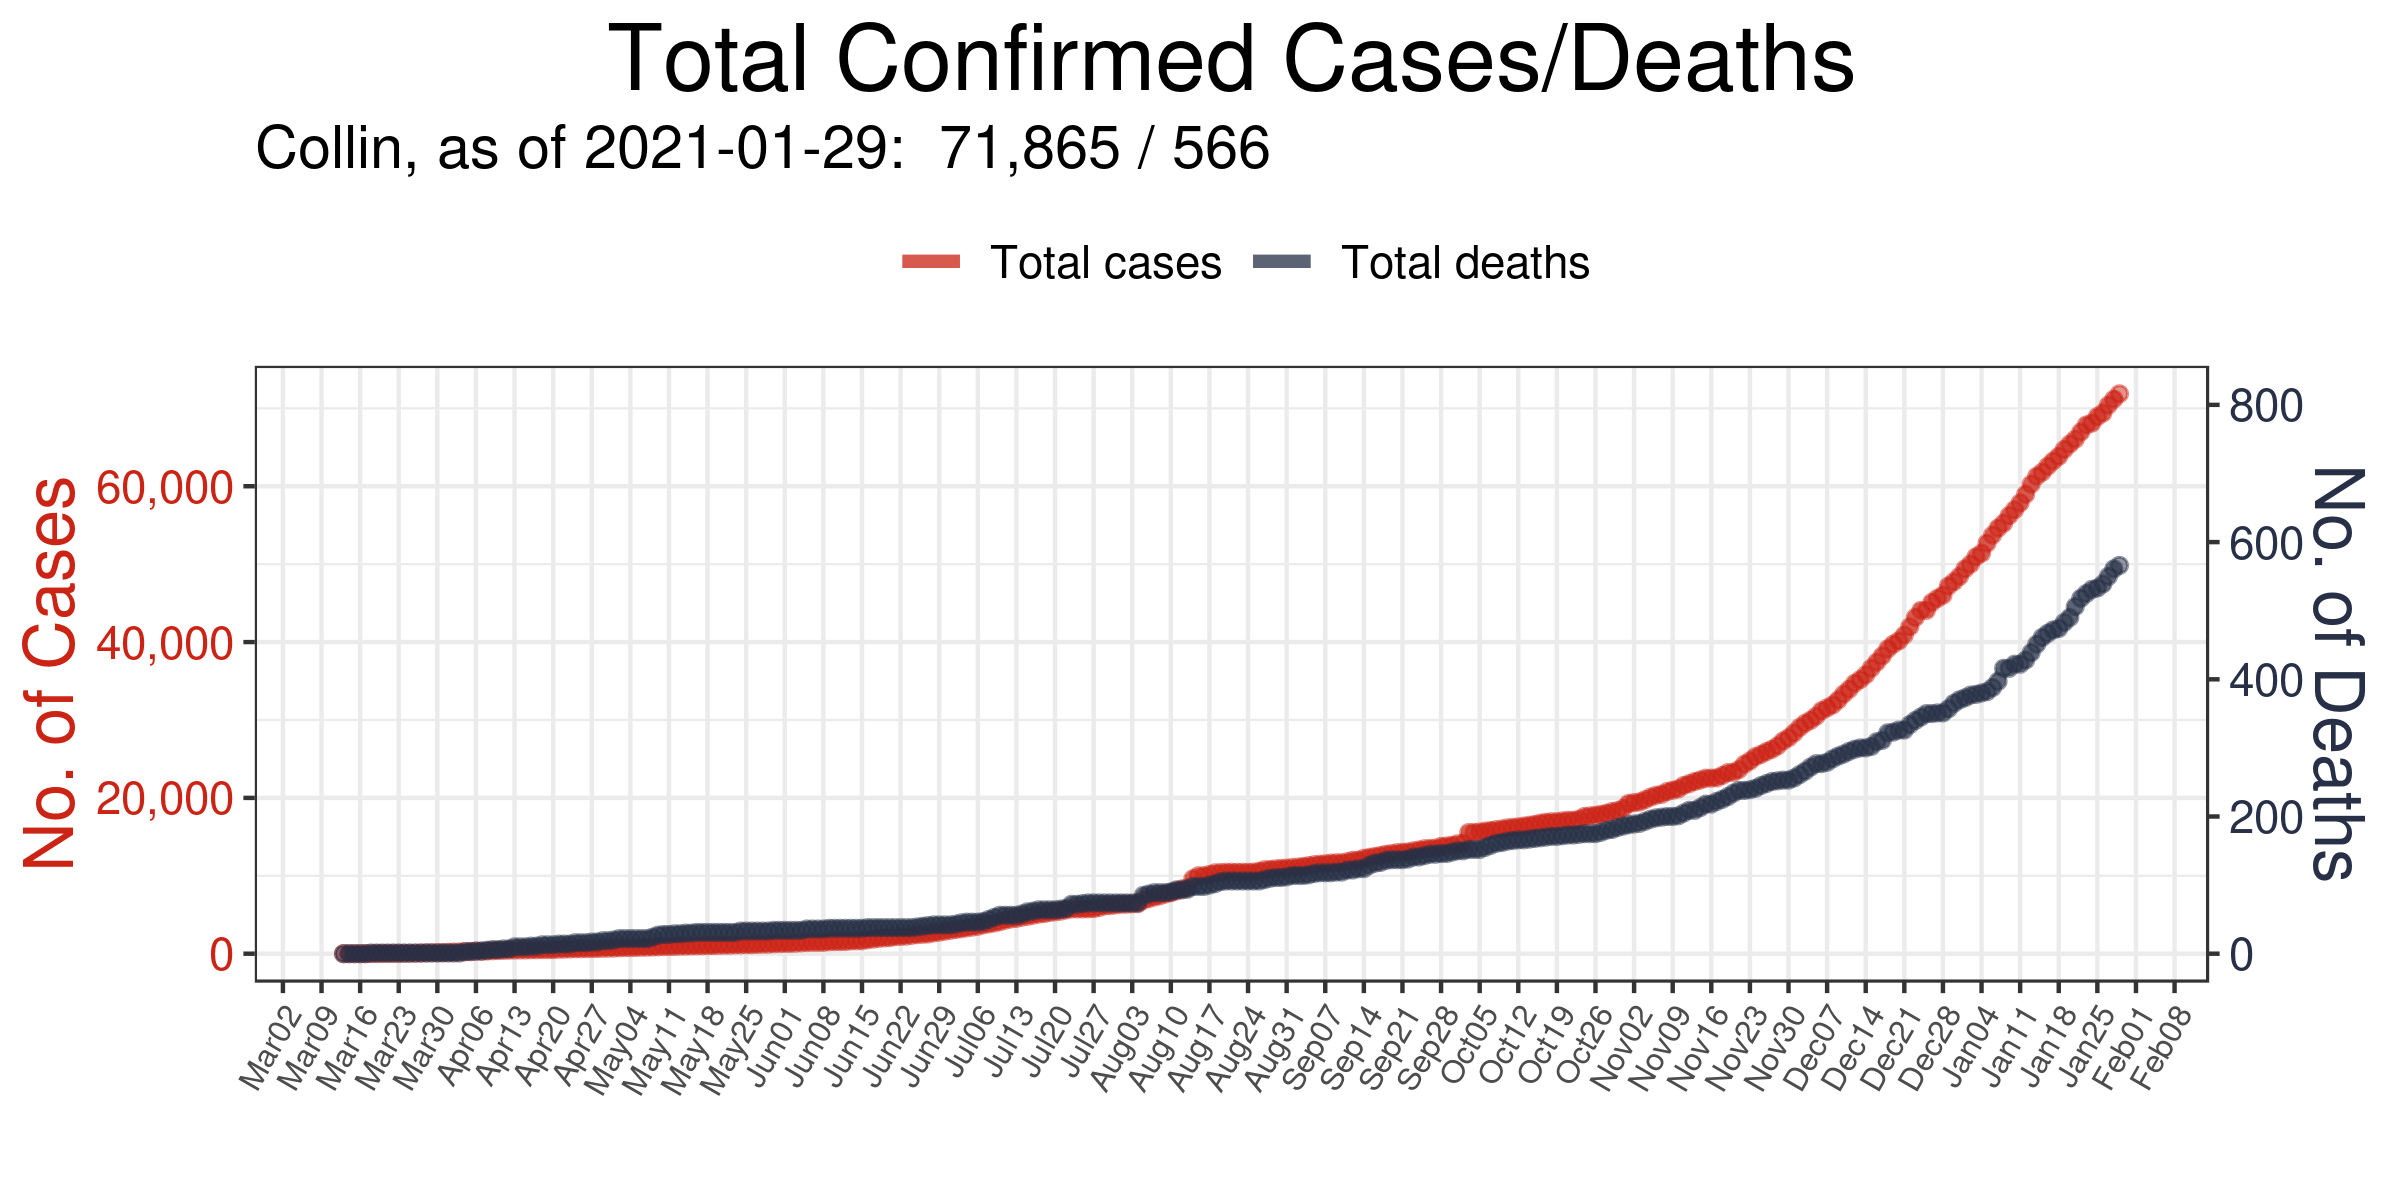 Total Confirmed Cases/Deaths
Collin, as of 2021-01-29: 71,865 / 566
Total cases Total deaths
No. of Cases
60,000
40,000
20,000
0
800
600
400
200
0
No. of Deaths
Mar02 Mar09 Mar16 Mar23 Mar30 Apr06 Apr13 Apr20 Apr27 May04 May11 May18 May25 Jun01 Jun08 Jun15 Jun22 Jun29 Jul06 Jul13 Jul20 Jul27 Aug03 Aug10 Aug17 Aug24 Aug31 Sep07 Sep14 Sep21 Sep28 Oct05 Oct12 Oct19 Oct26 Nov02 Nov09 Nov16 Nov23 Nov30 Dec07 Dec14 Dec21 Dec28 Jan04 Jan11 Jan18 Jan25 Feb01 Feb08